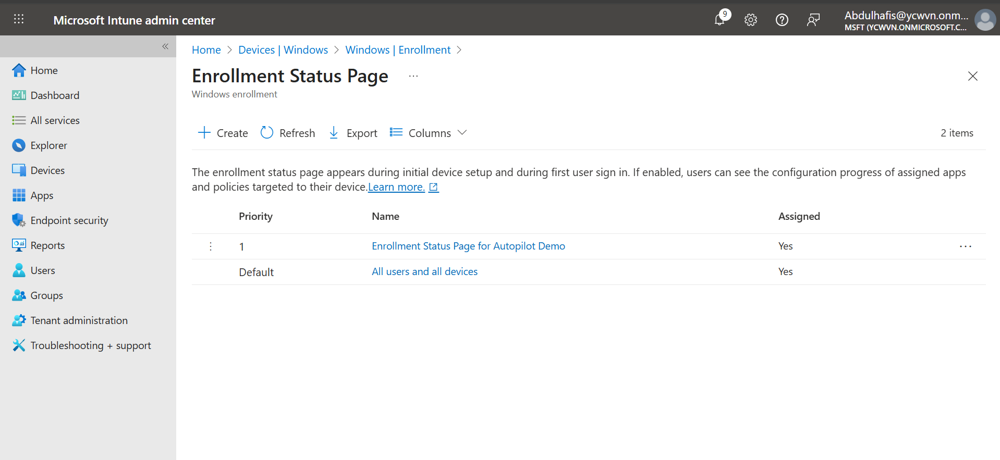 Microsoft Intune admin center
9
Abdulhafis@ycwvn.onm...
MSFT (YCWVN.ONMICROSOFT.C...
Home
Dashboard
All services
Explorer
Devices
Apps
Endpoint security
Reports
Users
Groups
Tenant administration
Troubleshooting + support
Home > Devices | Windows > Windows | Enrollment >
Enrollment Status Page ...
Windows enrollment
Create Refresh Export Columns
2 items
The enrollment status page appears during initial device setup and during first user sign in. If enabled, users can see the configuration progress of assigned apps
and policies targeted to their device.Learn more.
Priority Name Assigned
1 Enrollment Status Page for Autopilot Demo Yes ...
Default All users and all devices Yes